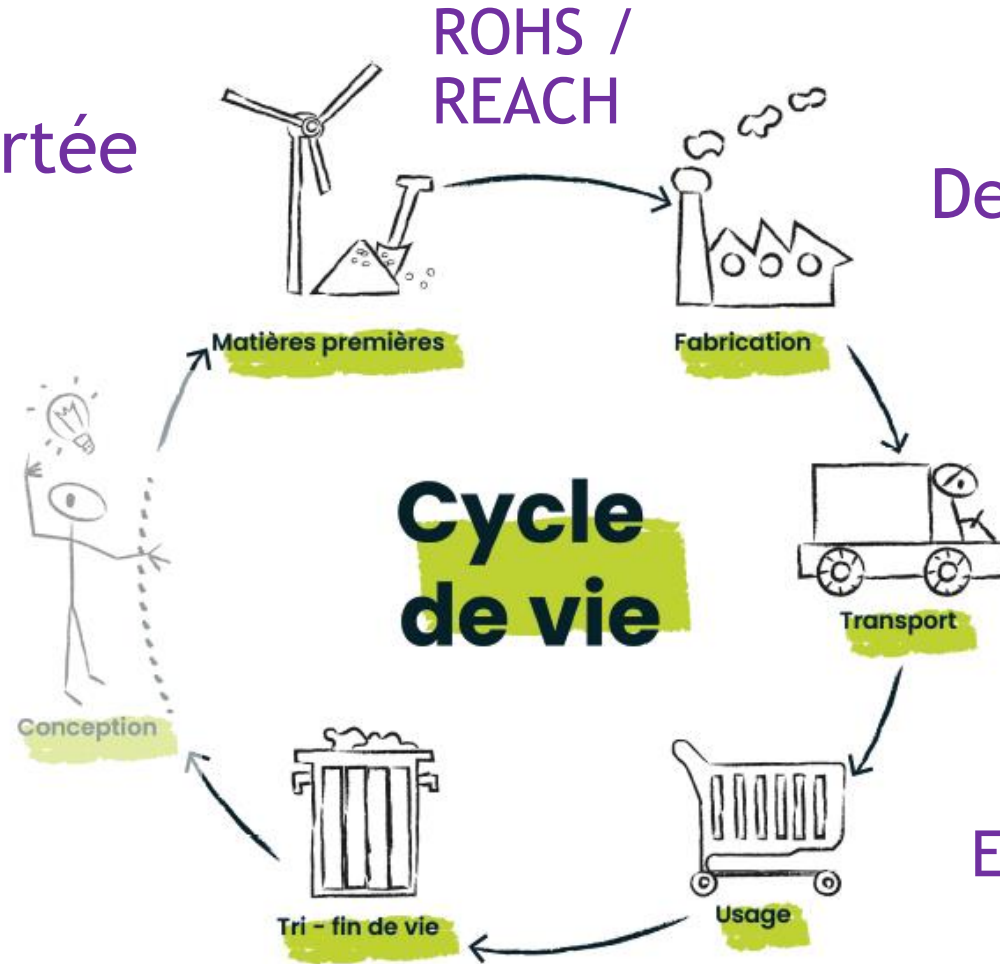 ROHS /
REACH
rtée
De
Matières premières
Fabrication
Cycle
de vie
Transport
Conception
E
Usage
Tri - fin de vie